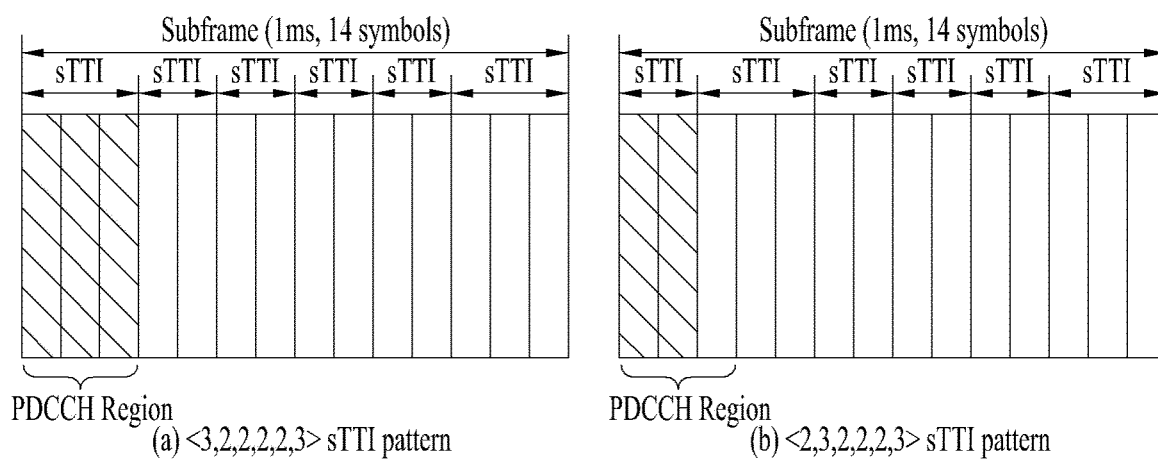 Subframe (1ms, 14 symbols)
sTTI sTTI sTTI sTTI sTTI sTTI
PDCCH Region
(a) <3,2,2,2,2,3> sTTI pattern
Subframe (1ms, 14 symbols)
sTTI sTTI sTTI sTTI sTTI sTTI
PDCCH Region
(b) <2,3,2,2,2,3> sTTI pattern